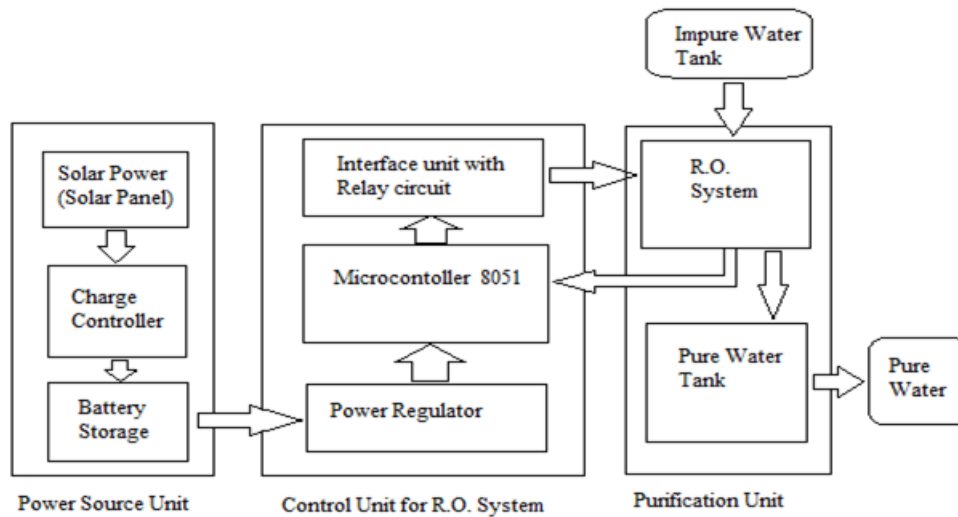 Impure Water
Tank
Solar Power
(Solar Panel)
Charge
Controller
Battery
Storage
Power Source Unit
Interface unit with
Relay circuit
Microcontoller 8051
Power Regulator
Control Unit for R.O. System
R.O.
System
Pure Water
Tank
Purification Unit
Pure
Water